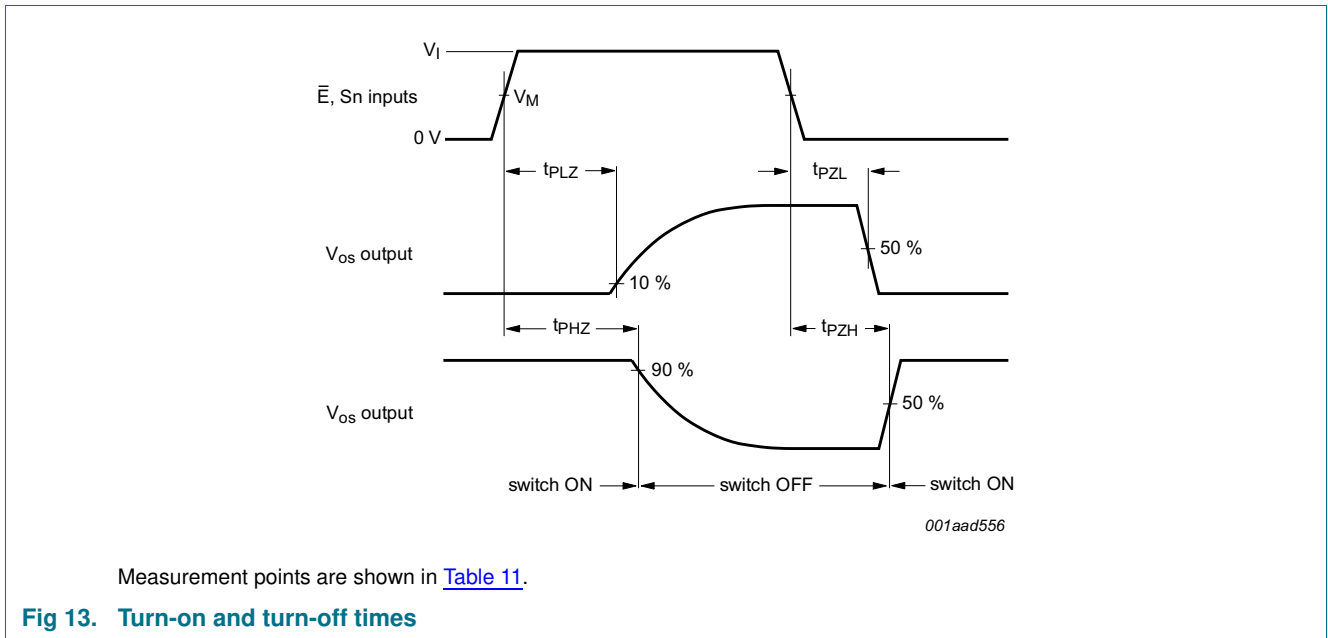 VI
Ē, Sn inputs
VM
0 V
tPLZ
tPZL
Vos output
50 %
10 %
tPHZ
tPZH
90 %
Vos output
50 %
switch ON
switch OFF
switch ON
001aad556
Measurement points are shown in Table 11.
Fig 13. Turn-on and turn-off times